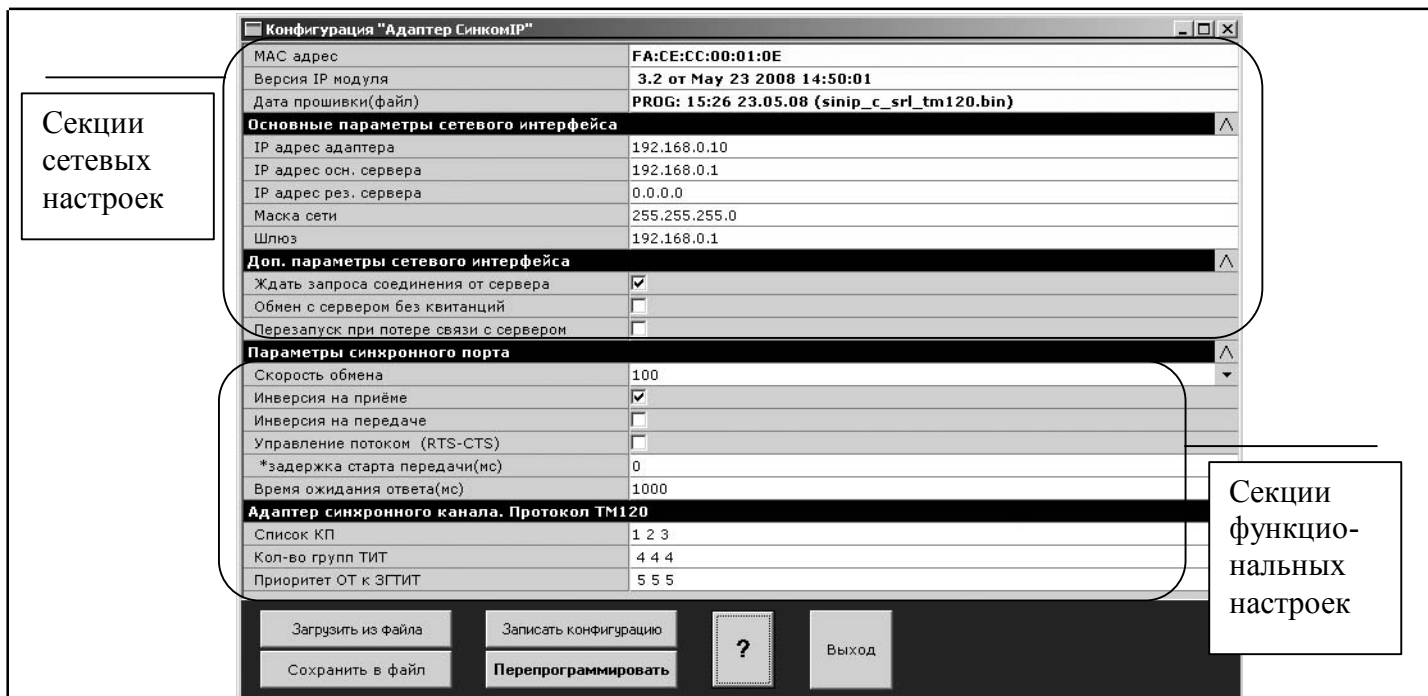 Конфигурация "Адаптер СинкомIP"
MAC адрес FA:CE:CC:00:01:0E
Версия IP модуля 3.2 от May 23 2008 14:50:01
Дата прошивки(файл) PROG: 15:26 23.05.08 (sinip_c_srl_tm120.bin)
Основные параметры сетевого интерфейса
IP адрес адаптера 192.168.0.10
IP адрес осн. сервера 192.168.0.1
IP адрес рез. сервера 0.0.0.0
Маска сети 255.255.255.0
Шлюз 192.168.0.1
Доп. параметры сетевого интерфейса
Ждать запроса соединения от сервера
Обмен с сервером без квитанций
Перезапуск при потере связи с сервером
Параметры синхронного порта
Скорость обмена 100
Инверсия на приёме
Инверсия на передаче
Управление потоком (RTS-CTS)
*задержка старта передачи(мс) 0
Время ожидания ответа(мс) 1000
Адаптер синхронного канала. Протокол ТМ120
Список КП 1 2 3
Кол-во групп ТИТ 4 4 4
Приоритет ОТ к ЗГТИТ 5 5 5
Загрузить из файла
Записать конфигурацию
?
Выход
Сохранить в файл
Перепрограммировать
Секции
сетевых
настроек
Секции
функцио-
нальных
настроек